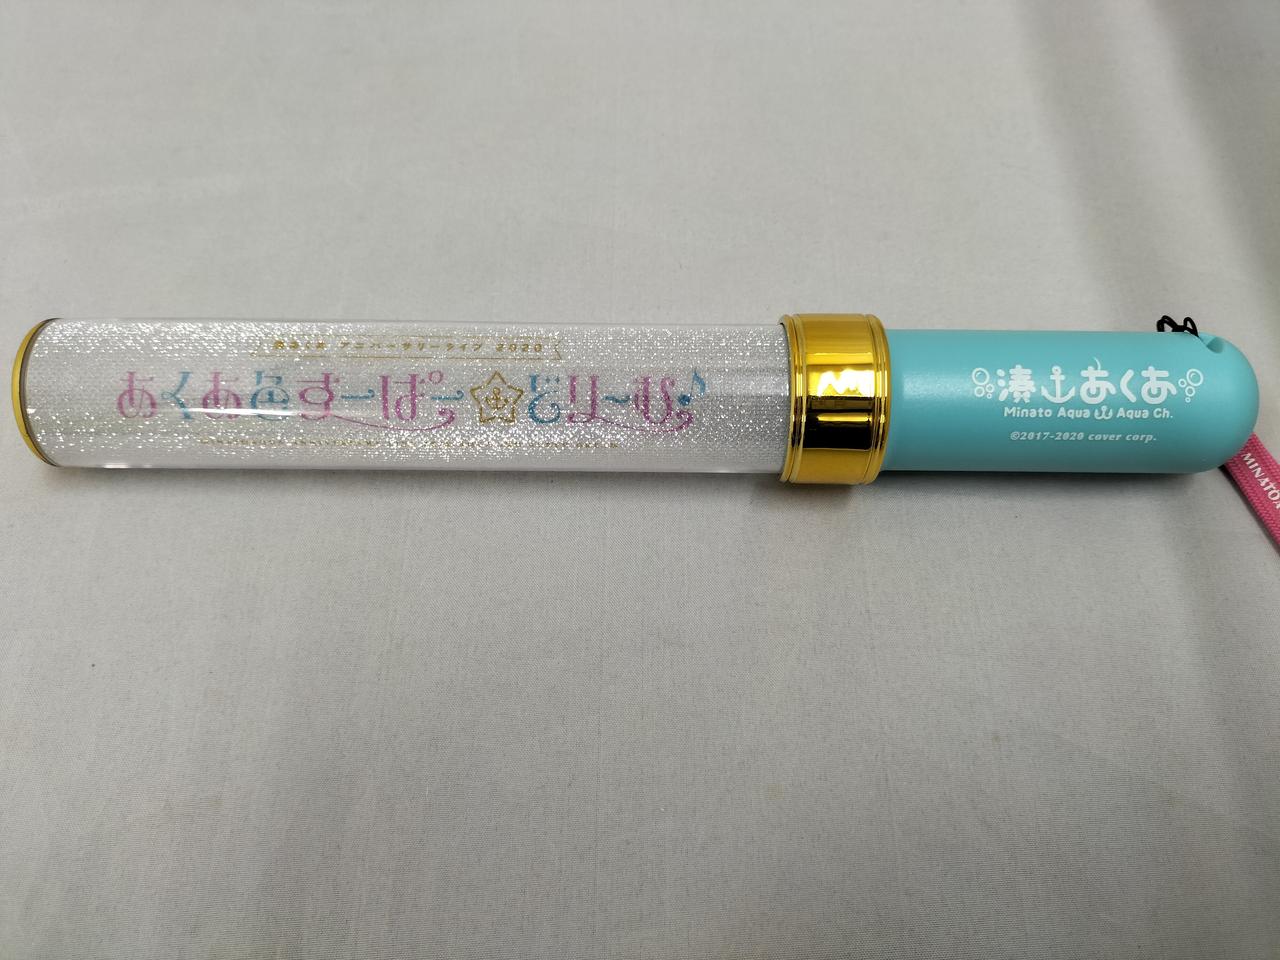 湊あくあ アニバーサリーライブ 2020
あくあ色すーぱー☆どりーむ♪
湊⚓あくあ
Minato Aqua ⚓ Aqua Ch.
©2017-2020 cover corp.
MINATO